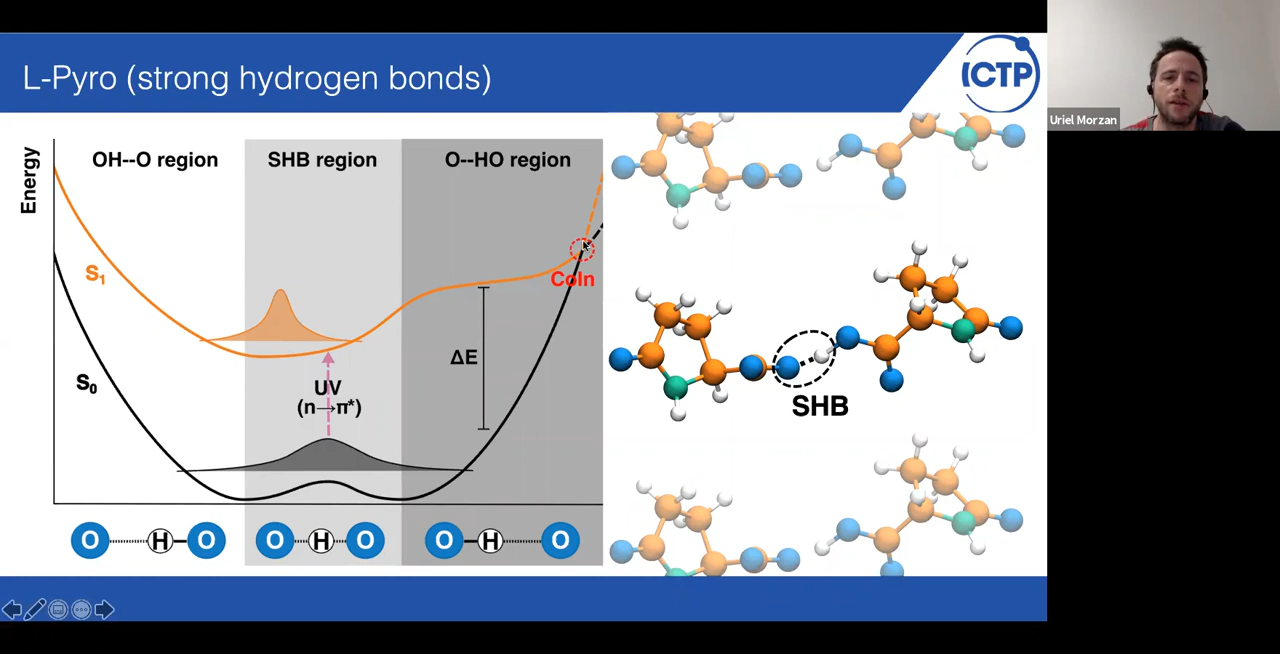 L-Pyro (strong hydrogen bonds)
ICTP
Uriel Morzan
Energy
OH--O region
SHB region
O--HO region
S1
CoIn
ΔE
S0
UV
(n→π*)
SHB
O H O
O H O
O H O